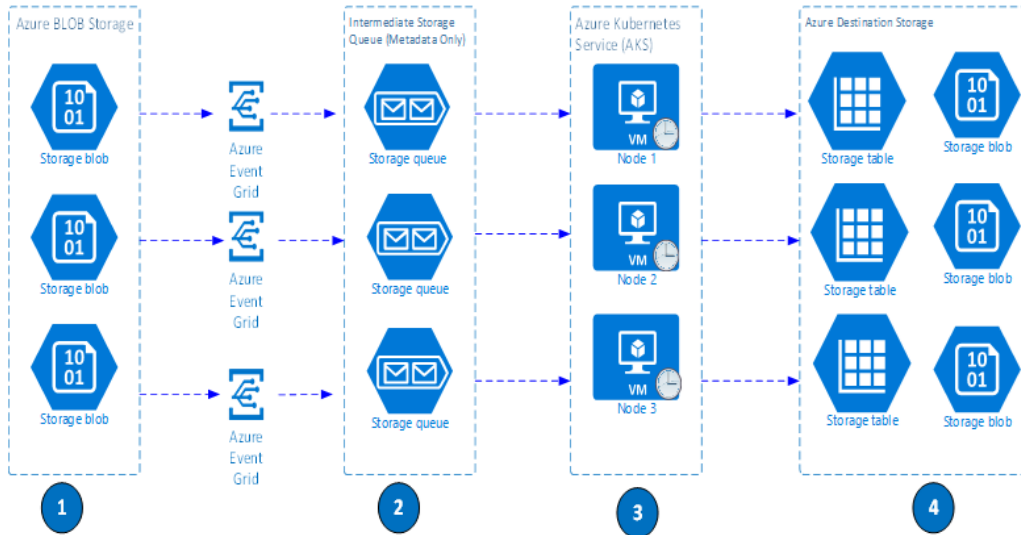 Azure BLOB Storage
Intermediate Storage
Queue (Metadata Only)
Azure Kubernetes
Service (AKS)
Azure Destination Storage
10
01
Storage blob
Azure
Event
Grid
Storage queue
VM
Node 1
Storage table
10
01
Storage blob
10
01
Storage blob
Azure
Event
Grid
Storage queue
VM
Node 2
Storage table
10
01
Storage blob
10
01
Storage blob
Azure
Event
Grid
Storage queue
VM
Node 3
Storage table
10
01
Storage blob
1
2
3
4